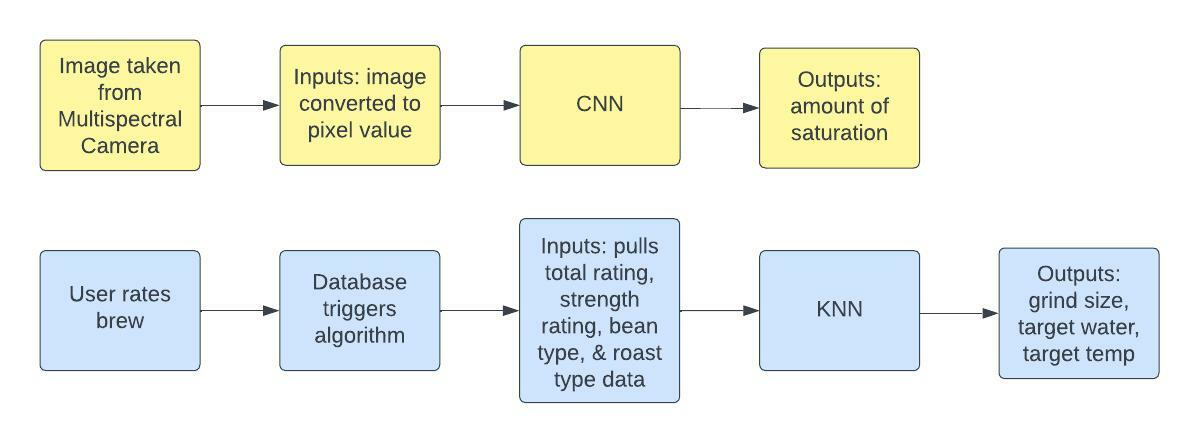 Image taken
from
Multispectral
Camera
Inputs: image
converted to
pixel value
CNN
Outputs:
amount of
saturation
User rates
brew
Database
triggers
algorithm
Inputs: pulls
total rating,
strength
rating, bean
type, & roast
type data
KNN
Outputs:
grind size,
target water,
target temp